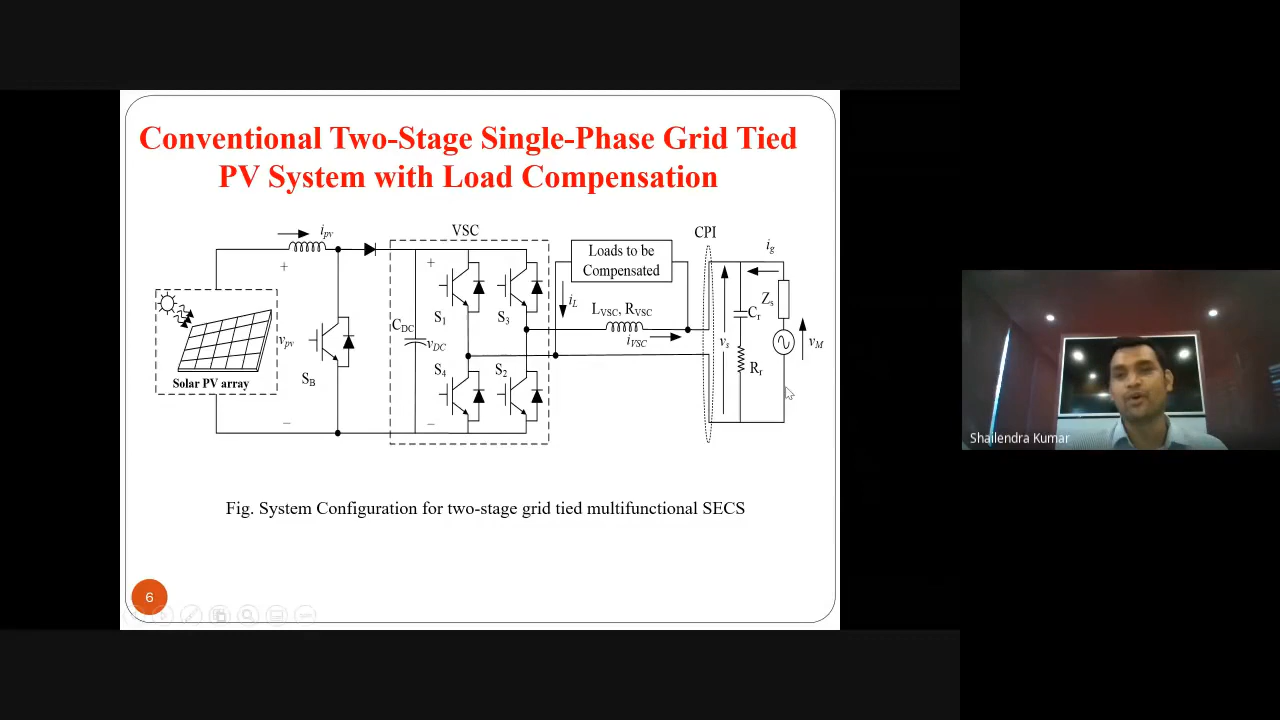 Conventional Two-Stage Single-Phase Grid Tied
PV System with Load Compensation
VSC
CPI
i_pv
i_g
+
+
Loads to be
Compensated
i_L
L_VSC, R_VSC
i_VSC
Z_s
C_r
v_s
v_M
R_r
S_1
S_3
C_DC
v_DC
v_pv
S_B
S_4
S_2
Solar PV array
−
−
Fig. System Configuration for two-stage grid tied multifunctional SECS
6
Shailendra Kumar